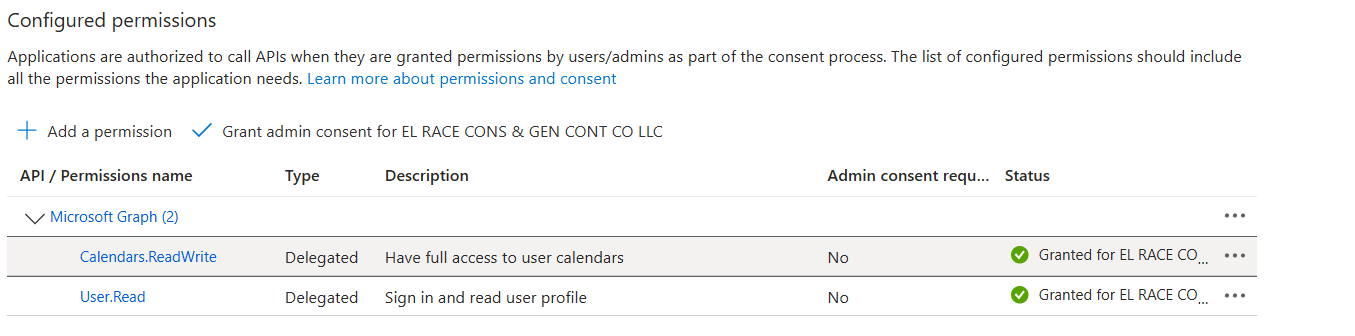 Configured permissions
Applications are authorized to call APIs when they are granted permissions by users/admins as part of the consent process. The list of configured permissions should include
all the permissions the application needs. Learn more about permissions and consent
Add a permission Grant admin consent for EL RACE CONS & GEN CONT CO LLC
API / Permissions name Type Description Admin consent requ... Status
Microsoft Graph (2)
Calendars.ReadWrite Delegated Have full access to user calendars No Granted for EL RACE CO...
User.Read Delegated Sign in and read user profile No Granted for EL RACE CO...